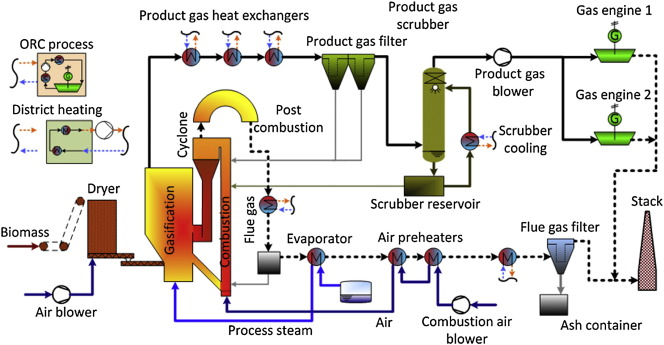 Product gas heat exchangers
Product gas
scrubber
Gas engine 1
G
ORC process
G
Product gas filter
M
M
M
Product gas
blower
Gas engine 2
G
District heating
M
R
Post
combustion
Cyclone
Scrubber
cooling
M
Dryer
Gasification
Combustion
Flue gas
M
Scrubber reservoir
Stack
Biomass
Evaporator
Air preheaters
Flue gas filter
M
M
M
M
Air blower
Process steam
Air
Combustion air
blower
Ash container